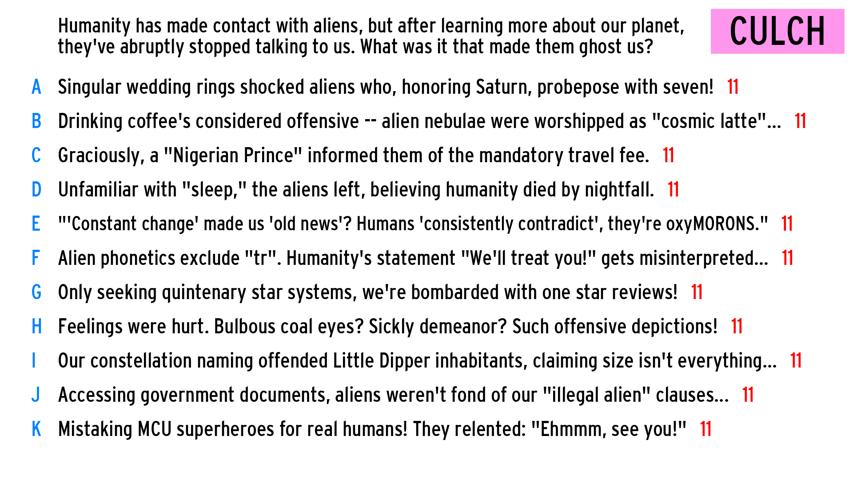 Humanity has made contact with aliens, but after learning more about our planet,
they've abruptly stopped talking to us. What was it that made them ghost us?
CULCH
A Singular wedding rings shocked aliens who, honoring Saturn, probepose with seven! 11
B Drinking coffee's considered offensive -- alien nebulae were worshipped as "cosmic latte"... 11
C Graciously, a "Nigerian Prince" informed them of the mandatory travel fee. 11
D Unfamiliar with "sleep," the aliens left, believing humanity died by nightfall. 11
E "'Constant change' made us 'old news'? Humans 'consistently contradict', they're oxyMORONS." 11
F Alien phonetics exclude "tr". Humanity's statement "We'll treat you!" gets misinterpreted... 11
G Only seeking quintenary star systems, we're bombarded with one star reviews! 11
H Feelings were hurt. Bulbous coal eyes? Sickly demeanor? Such offensive depictions! 11
I Our constellation naming offended Little Dipper inhabitants, claiming size isn't everything... 11
J Accessing government documents, aliens weren't fond of our "illegal alien" clauses... 11
K Mistaking MCU superheroes for real humans! They relented: "Ehmmm, see you!" 11